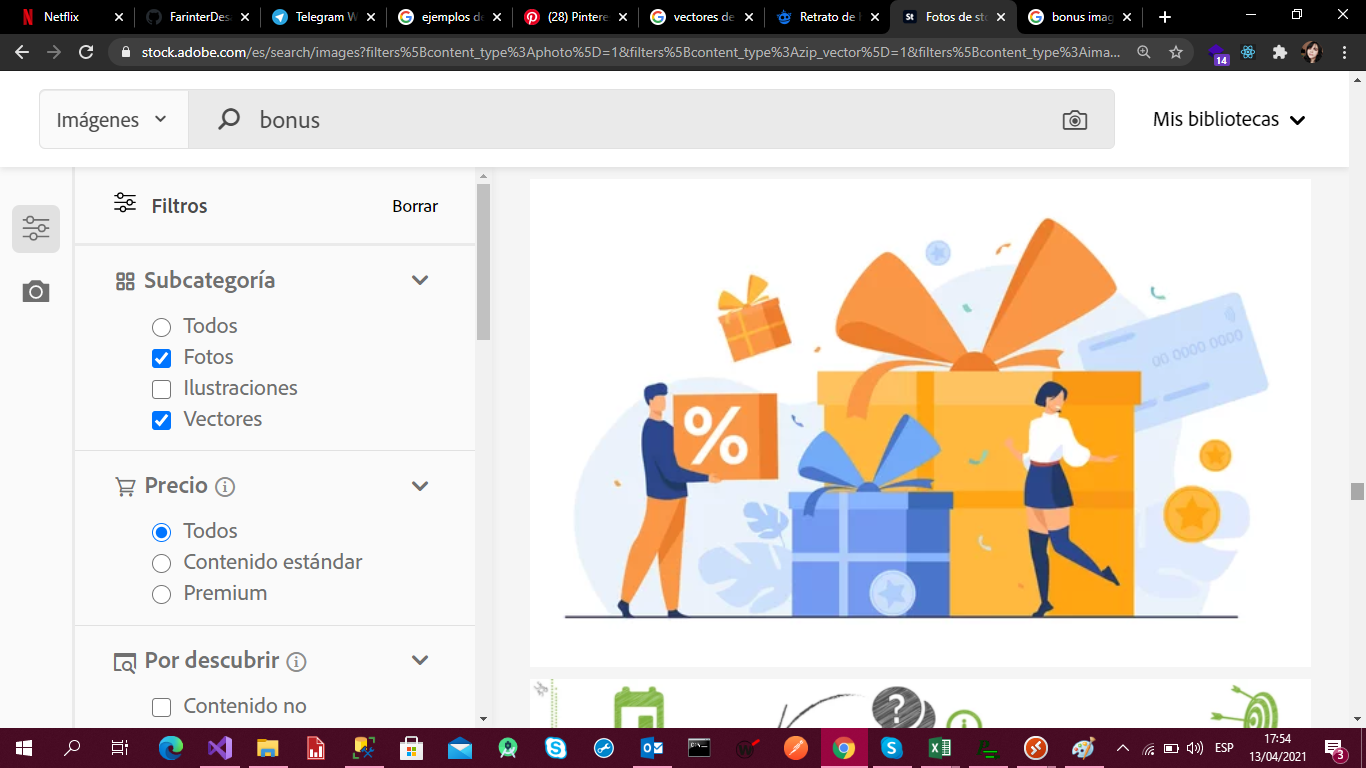 Netflix
FarinterDesa
Telegram W
ejemplos de
(28) Pintere
vectores de
Retrato de
Fotos de sto
bonus imag
stock.adobe.com/es/search/images?filters%5Bcontent_type%3Aphoto%5D=1&filters%5Bcontent_type%3Azip_vector%5D=1&filters%5Bcontent_type%3Aima...
14
Imágenes
bonus
Mis bibliotecas
Filtros
Borrar
Subcategoría
Todos
Fotos
Ilustraciones
Vectores
Precio
Todos
Contenido estándar
Premium
Por descubrir
Contenido no
%
00 0000 0000
?
ESP
17:54
13/04/2021
3